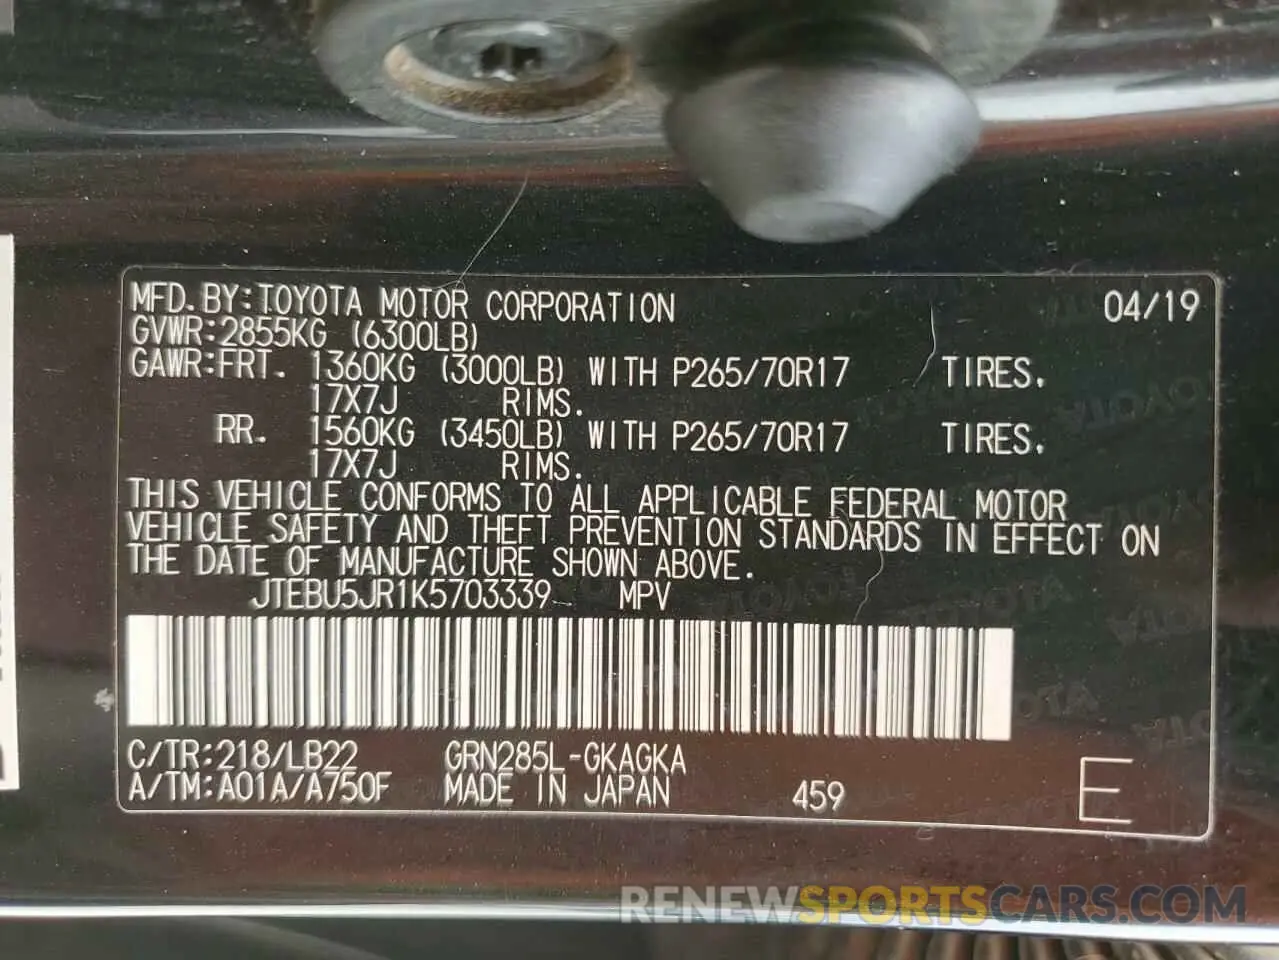 MFD.BY:TOYOTA MOTOR CORPORATION 04/19
GVWR:2855KG (6300LB)
GAWR:FRT. 1360KG (3000LB) WITH P265/70R17 TIRES.
17X7J RIMS.
RR. 1560KG (3450LB) WITH P265/70R17 TIRES.
17X7J RIMS.
THIS VEHICLE CONFORMS TO ALL APPLICABLE FEDERAL MOTOR
VEHICLE SAFETY AND THEFT PREVENTION STANDARDS IN EFFECT ON
THE DATE OF MANUFACTURE SHOWN ABOVE.
JTEBU5JR1K5703339 MPV
C/TR:218/LB22 GRN285L-GKAGKA
A/TM:A01A/A750F MADE IN JAPAN 459 E
RENEWSPORTSCARS.COM